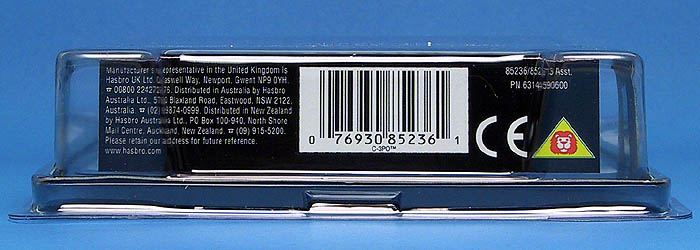 Manufacturer's representative in the United Kingdom is
Hasbro UK Ltd. Caswell Way, Newport, Gwent NP9 0YH.
☎ 00800 22427276. Distributed in Australia by Hasbro
Australia Ltd., Blaxland Road, Eastwood, NSW 2122,
Australia. ☎ (02) 9874-0999. Distributed in New Zealand
by Hasbro Australia Ltd., PO Box 100-940, North Shore
Mail Centre, Auckland, New Zealand. ☎ (09) 915-5200.
Please retain our address for future reference.
www.hasbro.com
0 76930 85236 1
C-3PO™
85236/ Asst.
PN 
CE